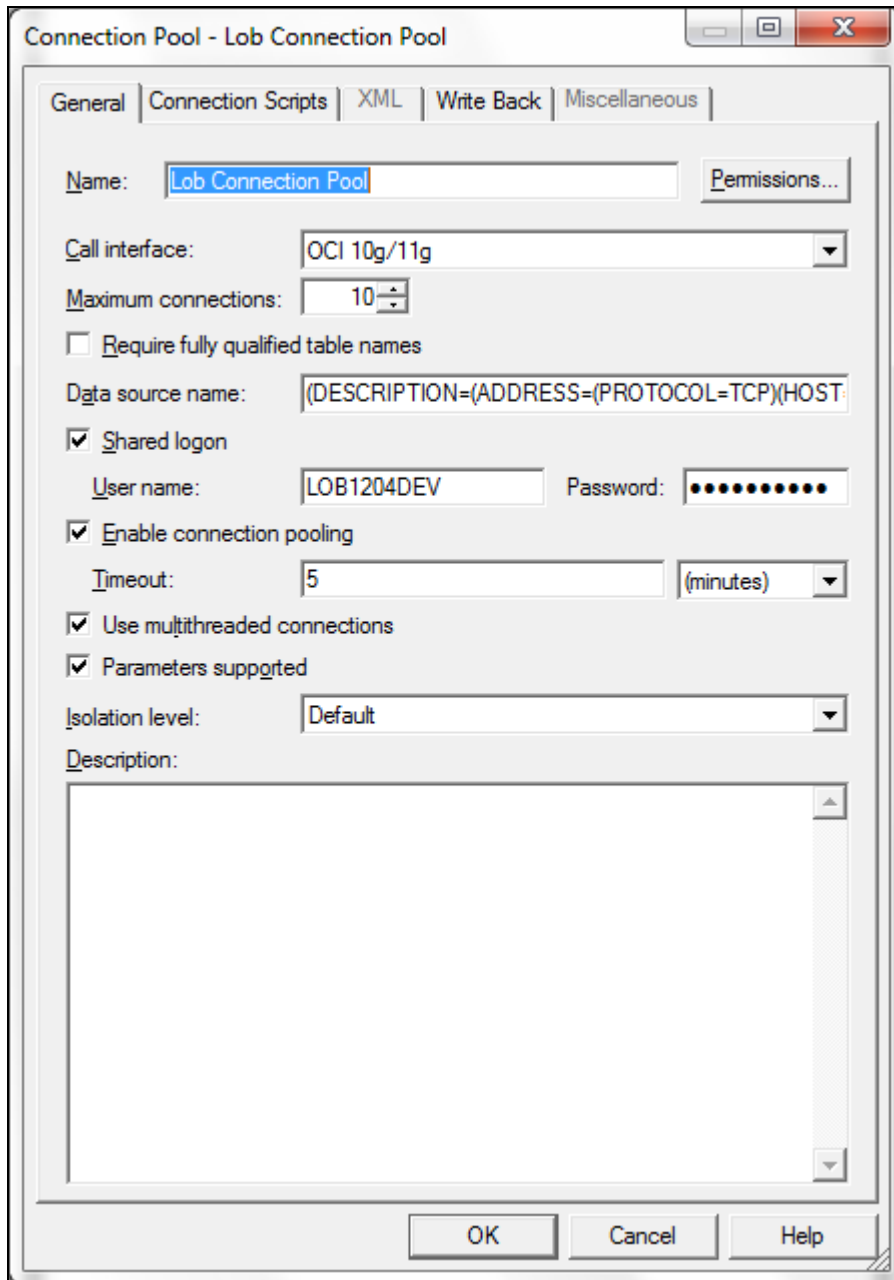 Connection Pool - Lob Connection Pool
General Connection Scripts XML Write Back Miscellaneous
Name: Lob Connection Pool Permissions...
Call interface: OCI 10g/11g
Maximum connections: 10
Require fully qualified table names
Data source name: (DESCRIPTION=(ADDRESS=(PROTOCOL=TCP)(HOST=
Shared logon
User name: LOB1204DEV Password: ●●●●●●●●●●
Enable connection pooling
Timeout: 5 (minutes)
Use multithreaded connections
Parameters supported
Isolation level: Default
Description:
OK Cancel Help